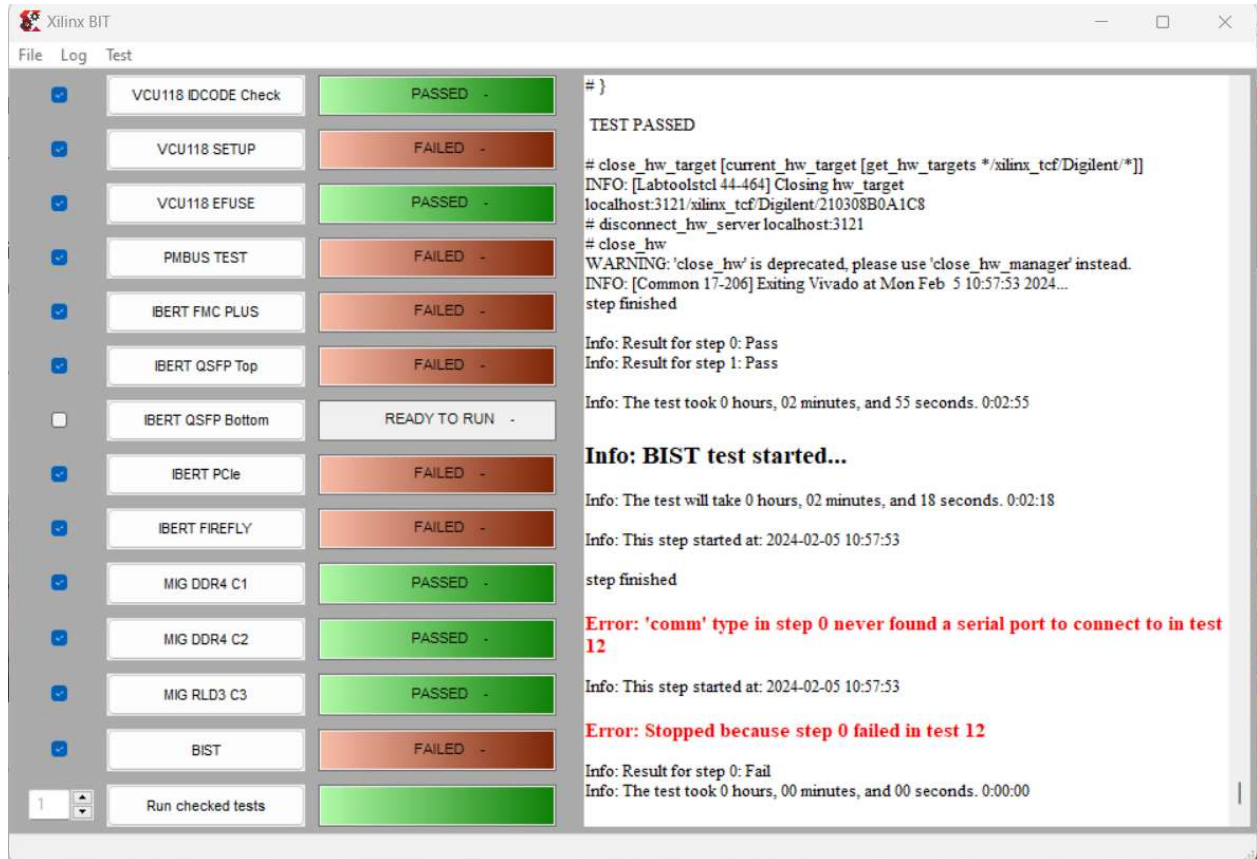 Xilinx BIT
File Log Test
VCU118 IDCODE Check PASSED -
VCU118 SETUP FAILED -
VCU118 EFUSE PASSED -
PMBUS TEST FAILED -
IBERT FMC PLUS FAILED -
IBERT QSFP Top FAILED -
IBERT QSFP Bottom READY TO RUN -
IBERT PCIe FAILED -
IBERT FIREFLY FAILED -
MIG DDR4 C1 PASSED -
MIG DDR4 C2 PASSED -
MIG RLD3 C3 PASSED -
BIST FAILED -
1 Run checked tests
# }
TEST PASSED
# close_hw_target [current_hw_target [get_hw_targets */xilinx_tcf/Digilent/*]]
INFO: [Labtoolstcl 44-464] Closing hw_target
localhost:3121/xilinx_tcf/Digilent/210308B0A1C8
# disconnect_hw_server localhost:3121
# close_hw
WARNING: 'close_hw' is deprecated, please use 'close_hw_manager' instead.
INFO: [Common 17-206] Exiting Vivado at Mon Feb  5 10:57:53 2024...
step finished
Info: Result for step 0: Pass
Info: Result for step 1: Pass
Info: The test took 0 hours, 02 minutes, and 55 seconds. 0:02:55
Info: BIST test started...
Info: The test will take 0 hours, 02 minutes, and 18 seconds. 0:02:18
Info: This step started at: 2024-02-05 10:57:53
step finished
Error: 'comm' type in step 0 never found a serial port to connect to in test
12
Info: This step started at: 2024-02-05 10:57:53
Error: Stopped because step 0 failed in test 12
Info: Result for step 0: Fail
Info: The test took 0 hours, 00 minutes, and 00 seconds. 0:00:00